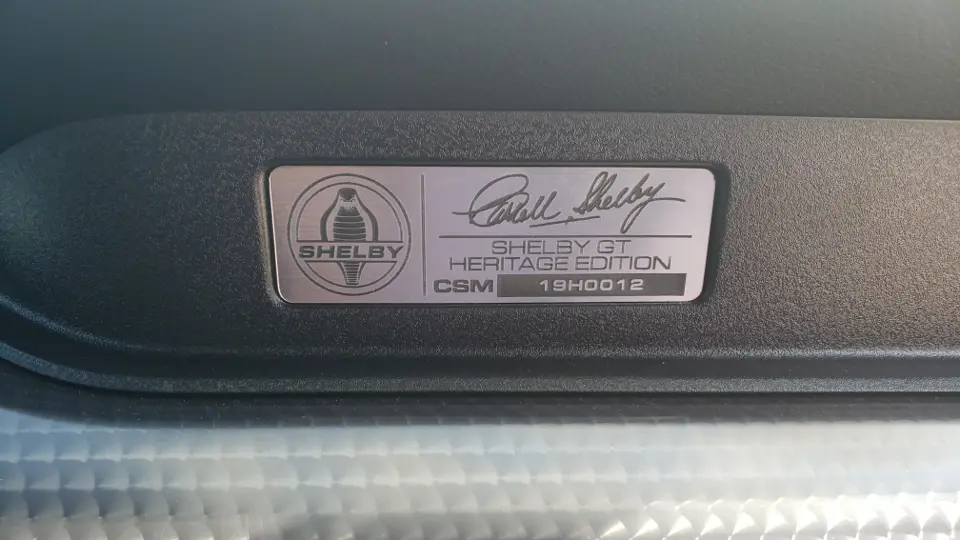 SHELBY
Carroll Shelby
SHELBY GT
HERITAGE EDITION
CSM 19H0012